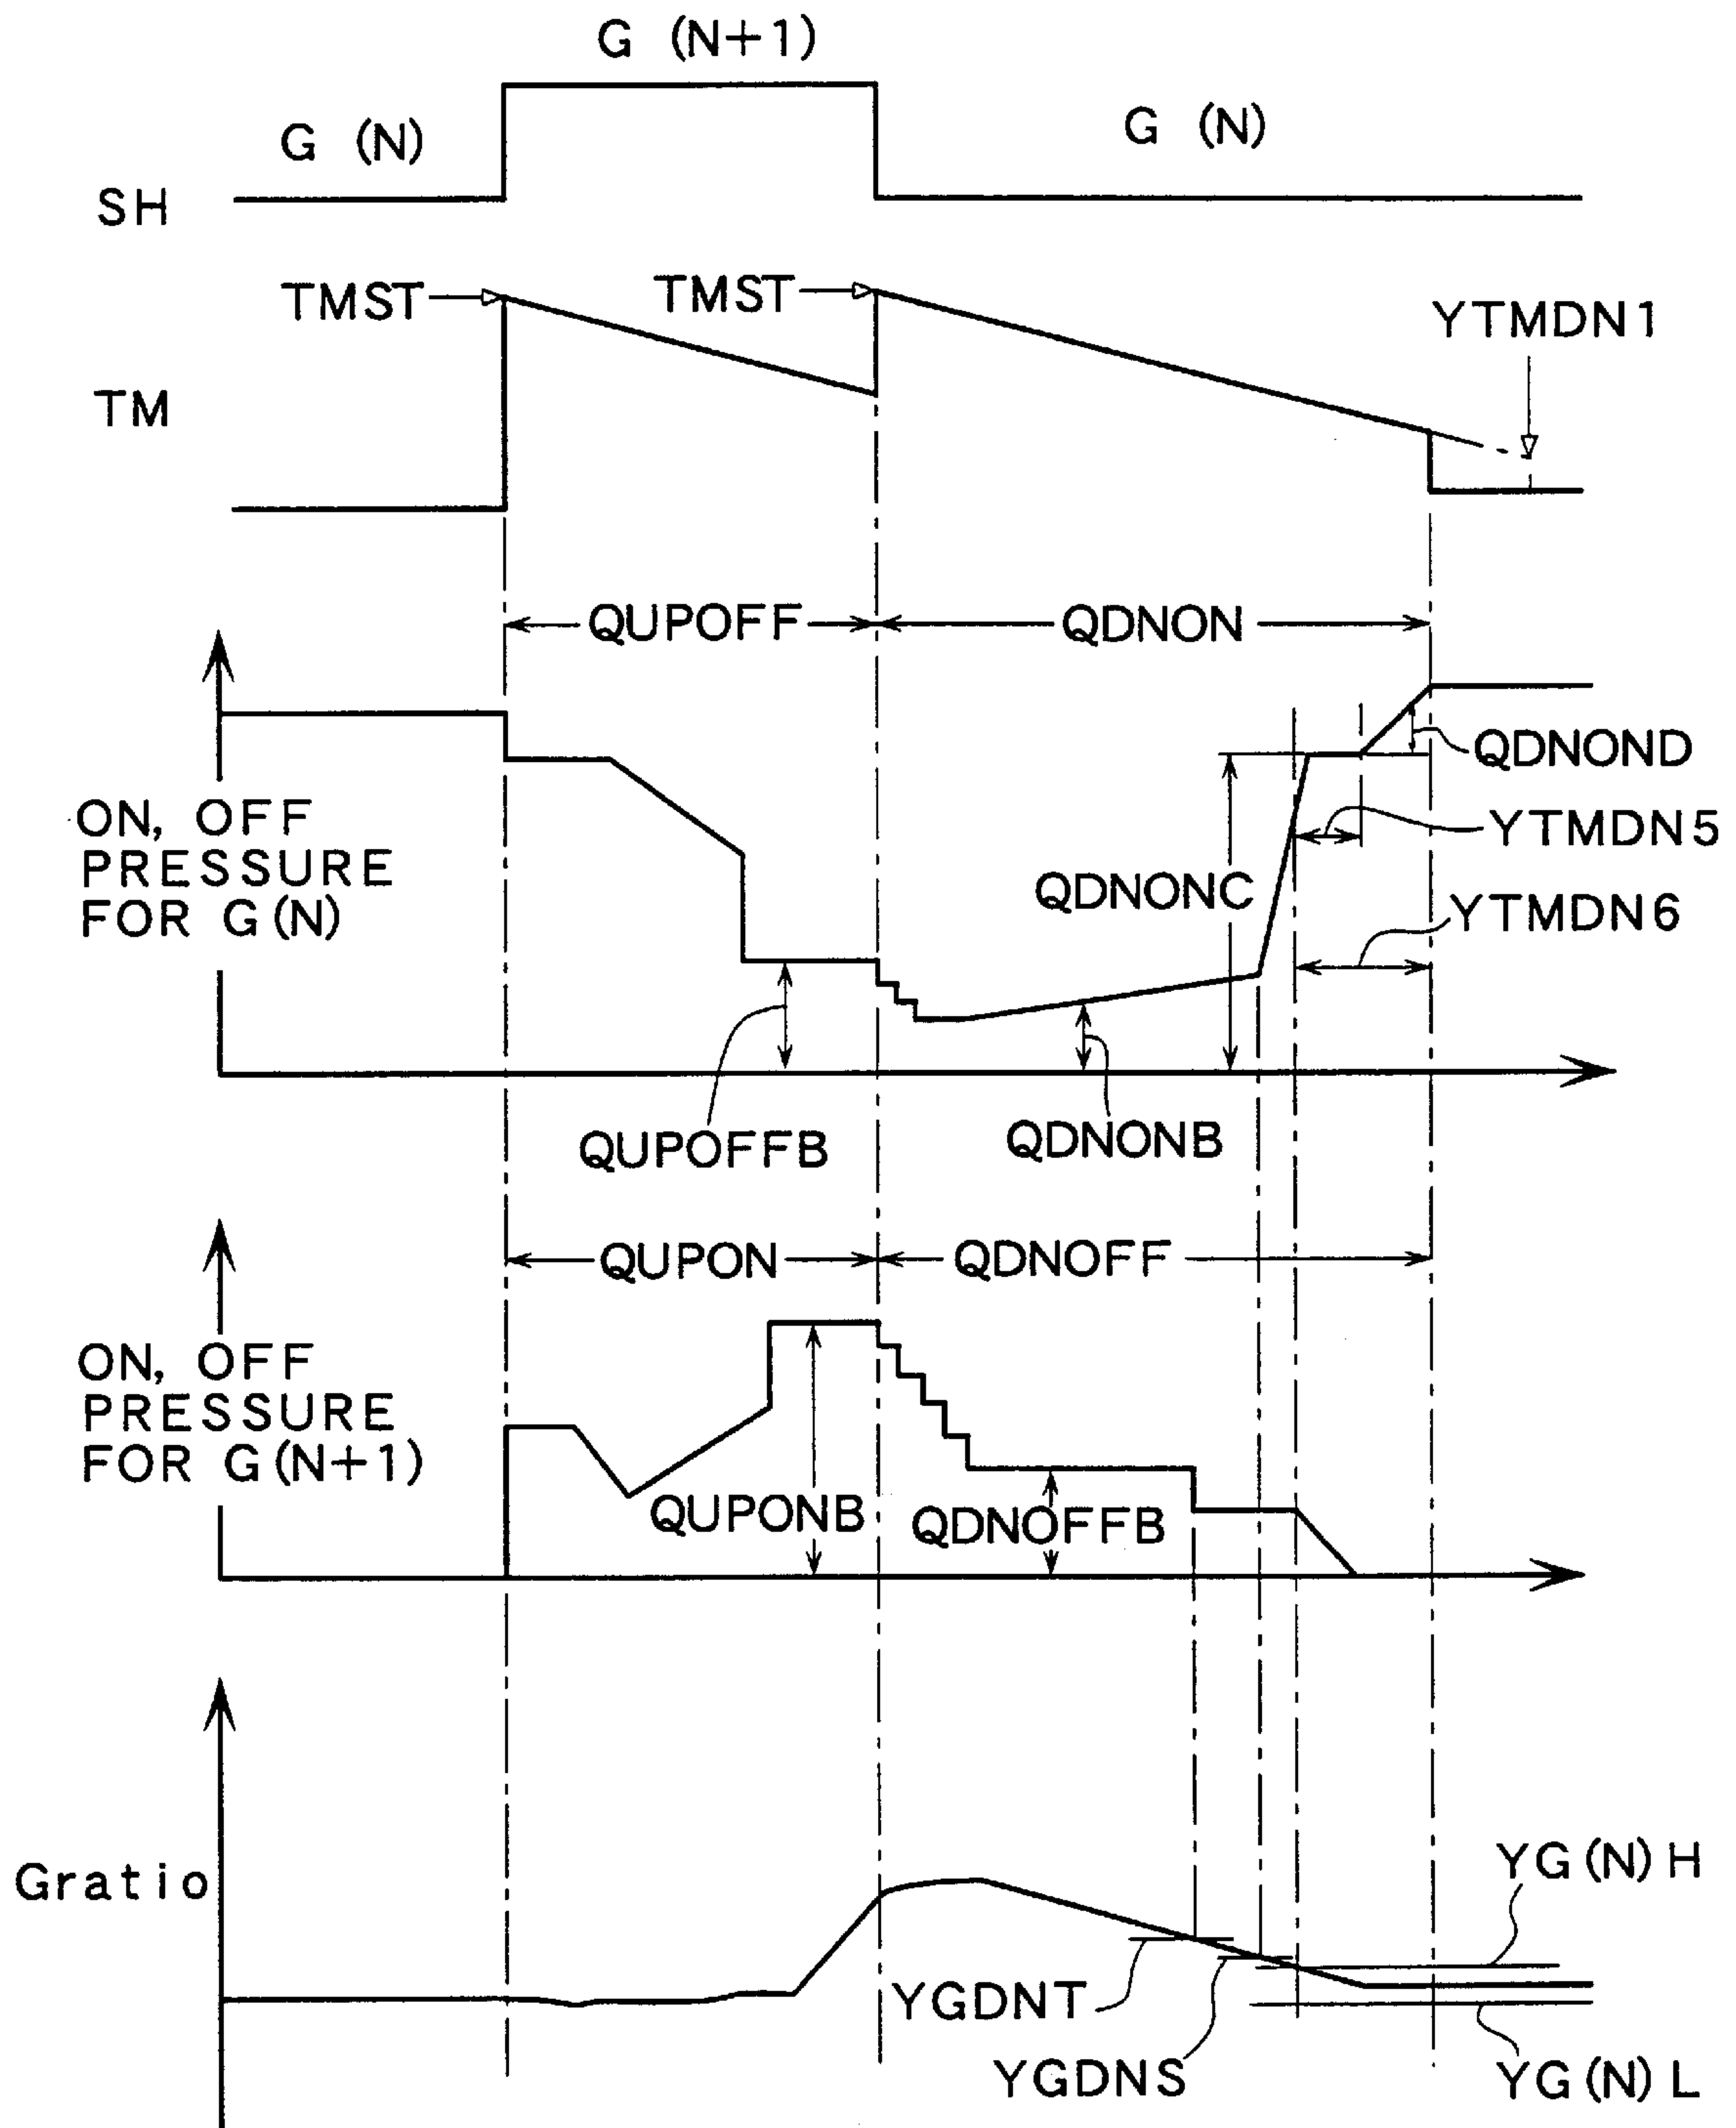 G (N+1)
G (N)
G (N)
SH
TMST
TMST
YTMDN1
TM
QUPOFF
QDNON
QDNOND
ON, OFF
PRESSURE
FOR G(N)
YTMDN5
QDNONC
YTMDN6
QUPOFFB
QDNONB
QUPON
QDNOFF
ON, OFF
PRESSURE
FOR G(N+1)
QUPONB
QDNOFFB
Gratio
YG(N)H
YGDNT
YGDNS
YG(N)L